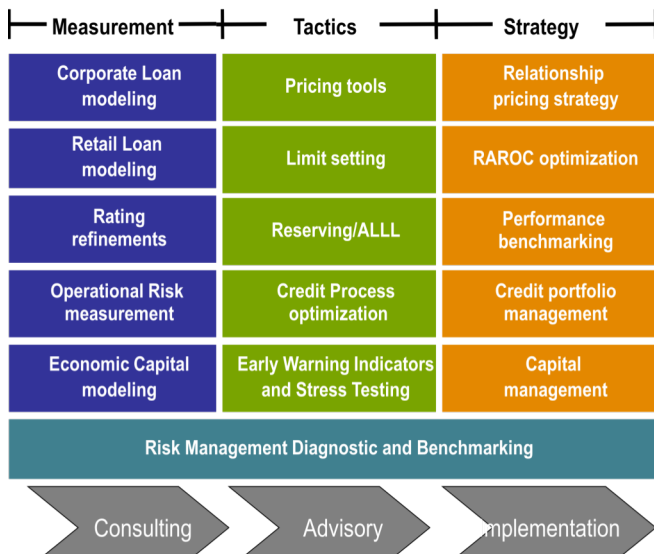 Measurement
Tactics
Strategy
Corporate Loan
modeling
Pricing tools
Relationship
pricing strategy
Retail Loan
modeling
Limit setting
RAROC optimization
Rating
refinements
Reserving/ALLL
Performance
benchmarking
Operational Risk
measurement
Credit Process
optimization
Credit portfolio
management
Economic Capital
modeling
Early Warning Indicators
and Stress Testing
Capital
management
Risk Management Diagnostic and Benchmarking
Consulting
Advisory
Implementation